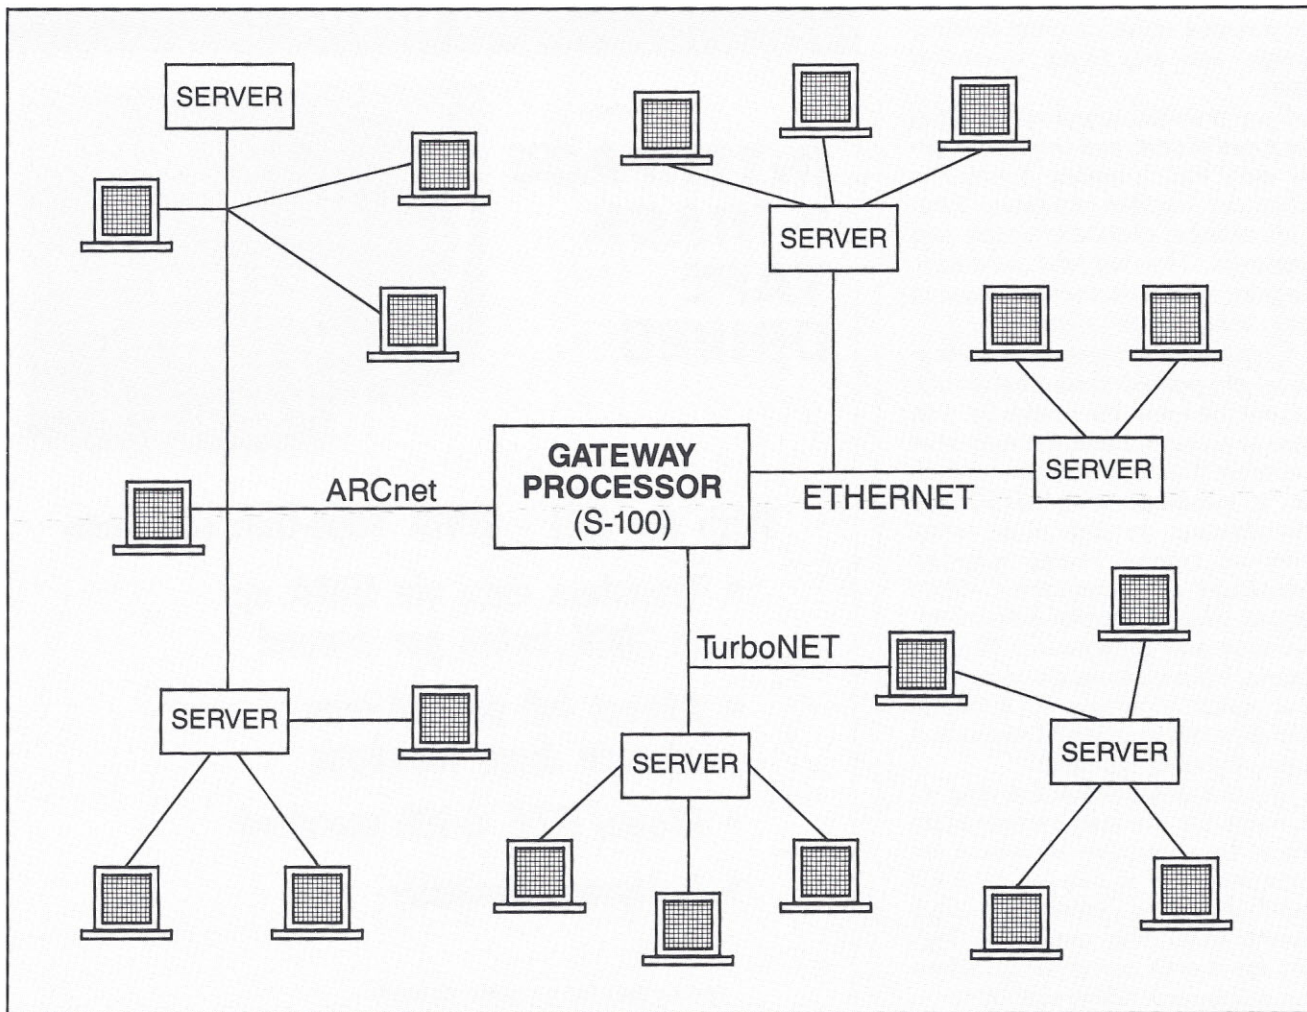 SERVER
SERVER
SERVER
GATEWAY
PROCESSOR
(S-100)
ARCnet
ETHERNET
TurboNET
SERVER
SERVER
SERVER